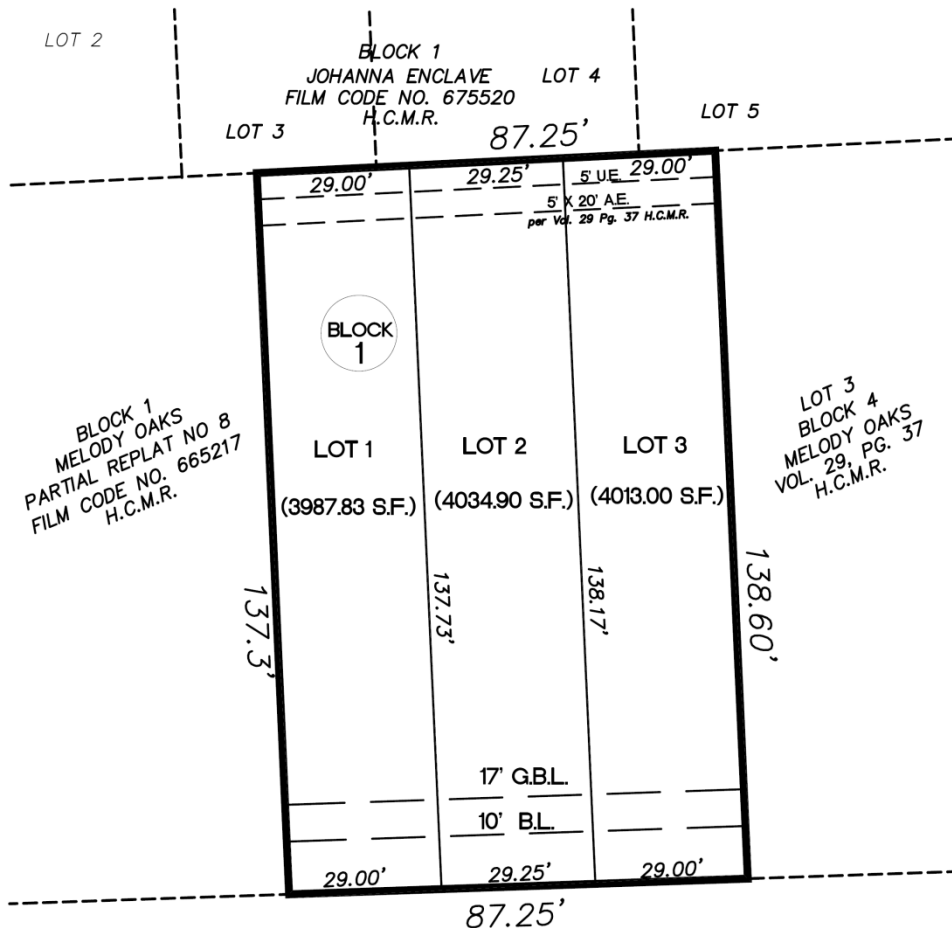 LOT 2
BLOCK 1
JOHANNA ENCLAVE
FILM CODE NO. 675520
H.C.M.R.
LOT 4
LOT 3
LOT 5
87.25'
29.00'
29.25'
5' U.E.
29.00'
5' X 20' A.E.
per Vol. 29 Pg. 37 H.C.M.R.
BLOCK
1
BLOCK 1
MELODY OAKS
PARTIAL REPLAT NO 8
FILM CODE NO. 665217
H.C.M.R.
LOT 1
(3987.83 S.F.)
LOT 2
(4034.90 S.F.)
LOT 3
(4013.00 S.F.)
LOT 3
BLOCK 4
MELODY OAKS
VOL. 29, PG. 37
H.C.M.R.
137.3'
137.73'
138.17'
138.60'
17' G.B.L.
10' B.L.
29.00'
29.25'
29.00'
87.25'